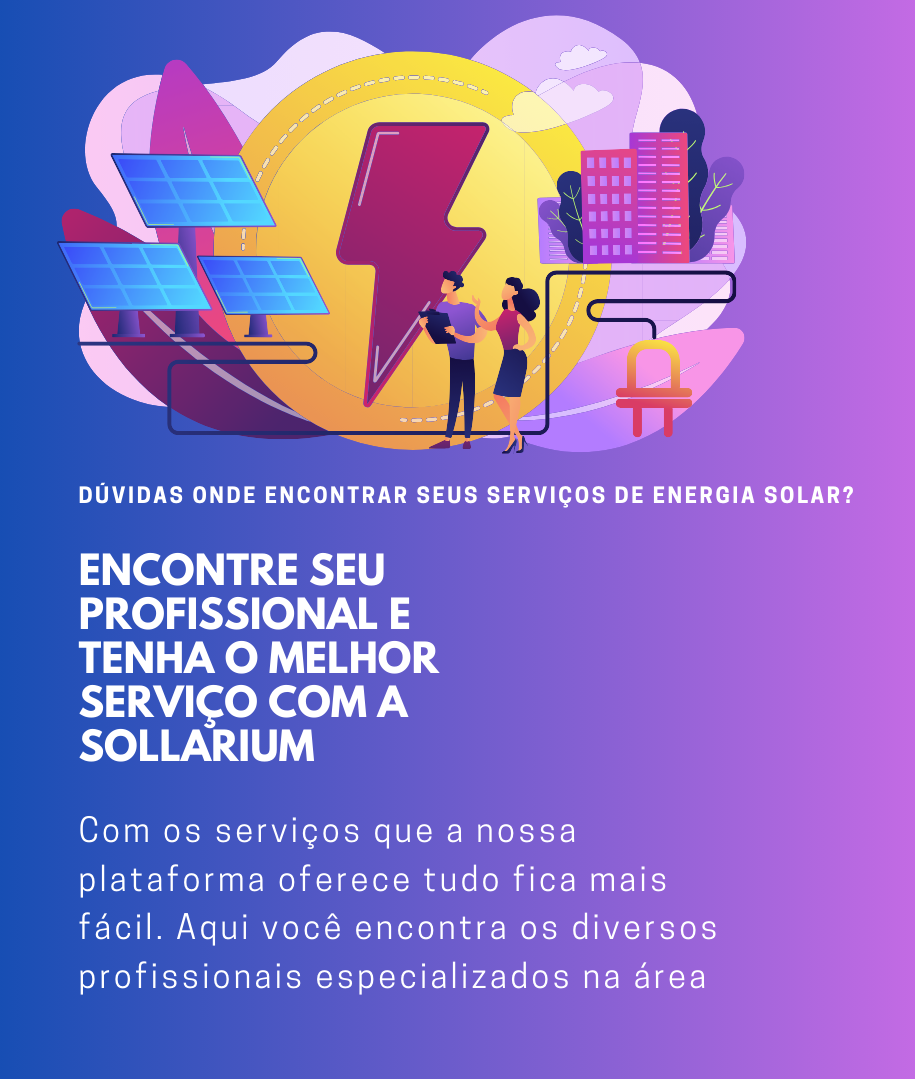 DÚVIDAS ONDE ENCONTRAR SEUS SERVIÇOS DE ENERGIA SOLAR?
ENCONTRE SEU
PROFISSIONAL E
TENHA O MELHOR
SERVIÇO COM A
SOLLARIUM
Com os serviços que a nossa
plataforma oferece tudo fica mais
fácil. Aqui você encontra os diversos
profissionais especializados na área